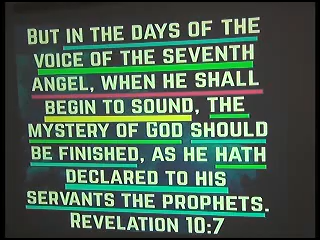 BUT IN THE DAYS OF THE
VOICE OF THE SEVENTH
ANGEL, WHEN HE SHALL
BEGIN TO SOUND, THE
MYSTERY OF GOD SHOULD
BE FINISHED, AS HE HATH
DECLARED TO HIS
SERVANTS THE PROPHETS.
REVELATION 10:7